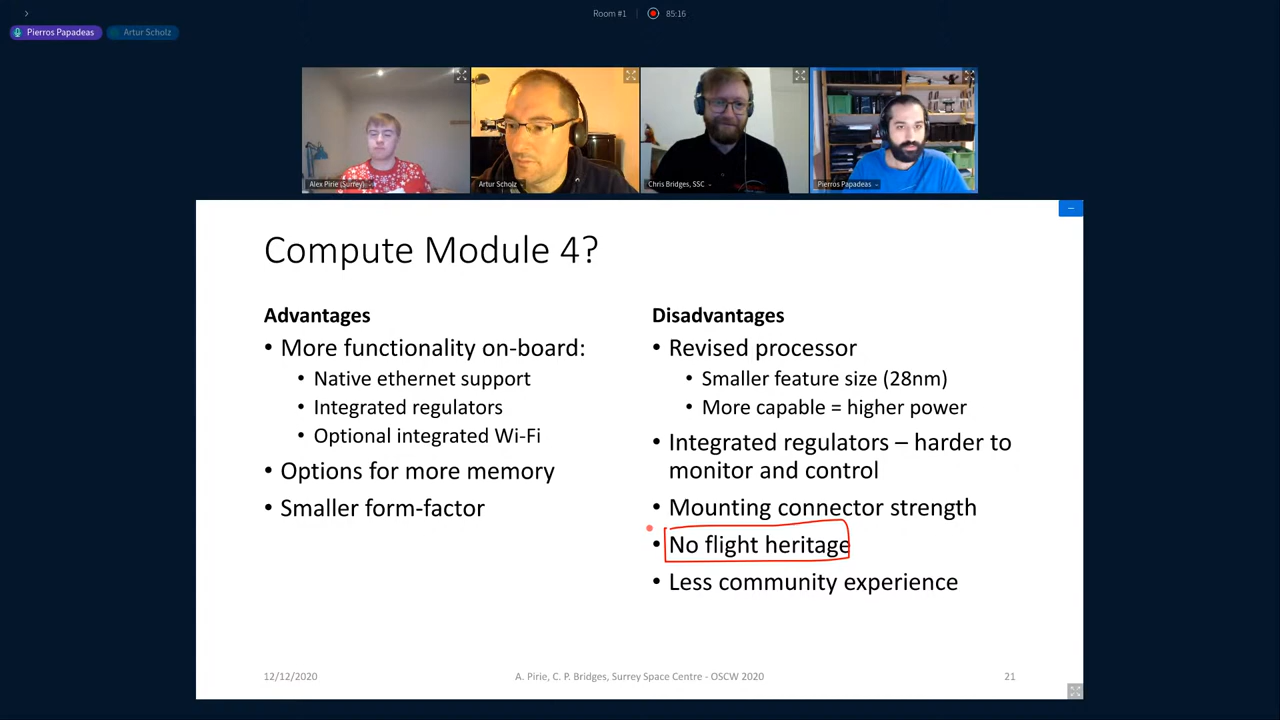 Room #1
85:16
Pierros Papadeas
Artur Scholz
Alex Pirie (Surrey)
Artur Scholz
Chris Bridges, SSC
Pierros Papadeas
Compute Module 4?
Advantages
• More functionality on-board:
• Native ethernet support
• Integrated regulators
• Optional integrated Wi-Fi
• Options for more memory
• Smaller form-factor
Disadvantages
• Revised processor
• Smaller feature size (28nm)
• More capable = higher power
• Integrated regulators – harder to
monitor and control
• Mounting connector strength
• No flight heritage
• Less community experience
12/12/2020
A. Pirie, C. P. Bridges, Surrey Space Centre - OSCW 2020
21